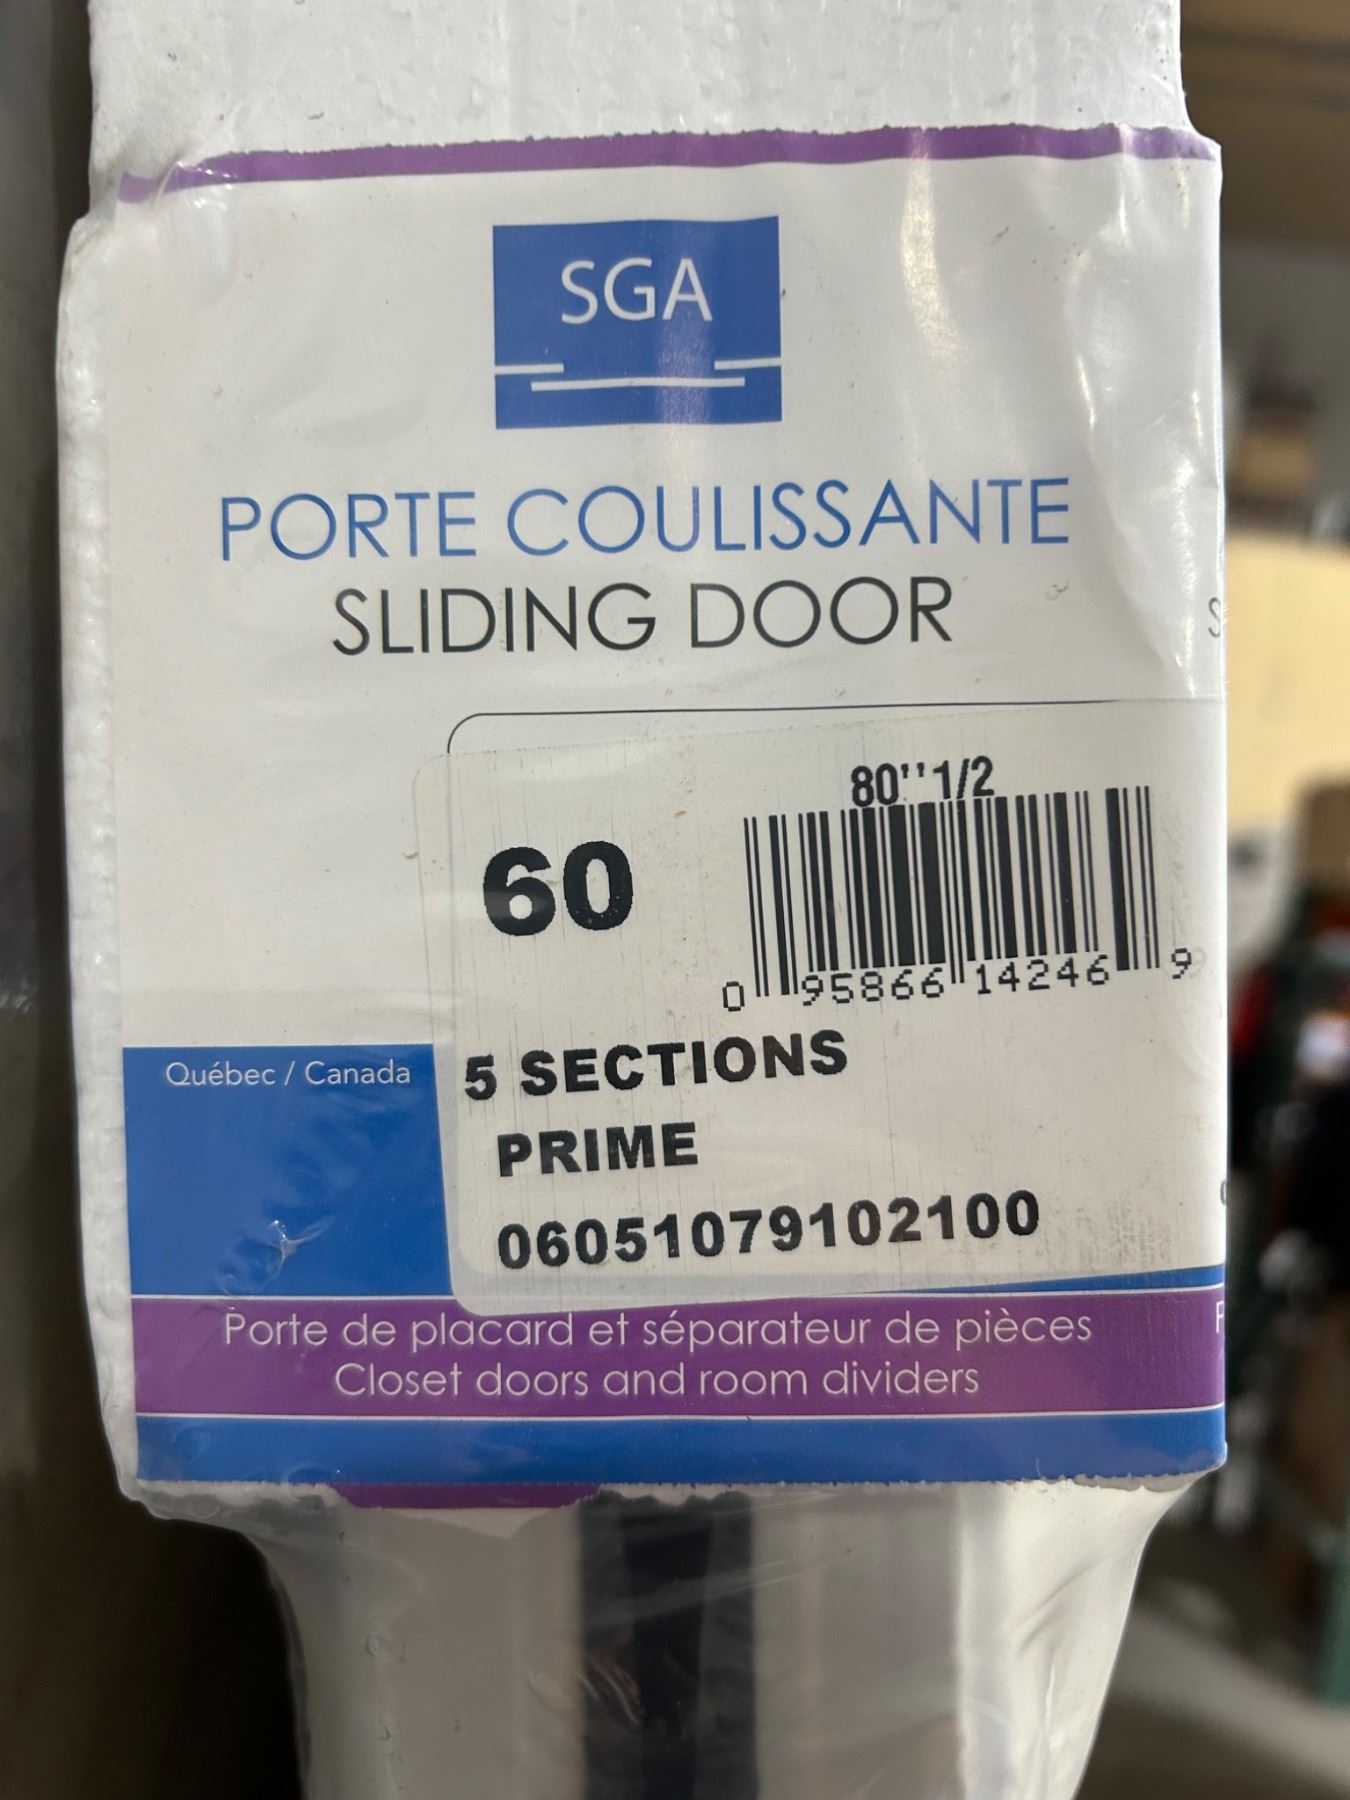 SGA
PORTE COULISSANTE
SLIDING DOOR
80''1/2
60
0 95866 14246 9
5 SECTIONS
PRIME
06051079102100
Québec / Canada
Porte de placard et séparateur de pièces
Closet doors and room dividers